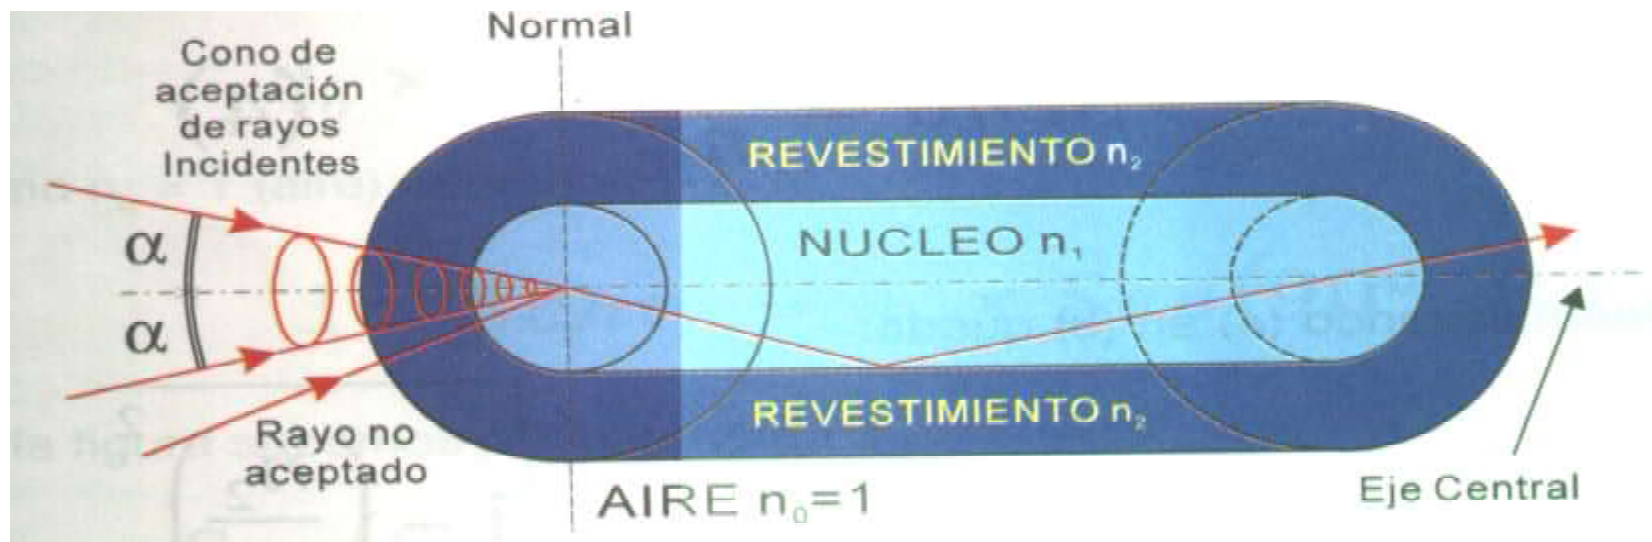 Normal
Cono de
aceptación
de rayos
Incidentes
REVESTIMIENTO n₂
α
NUCLEO n₁
α
REVESTIMIENTO n₂
Rayo no
aceptado
AIRE n₀=1
Eje Central